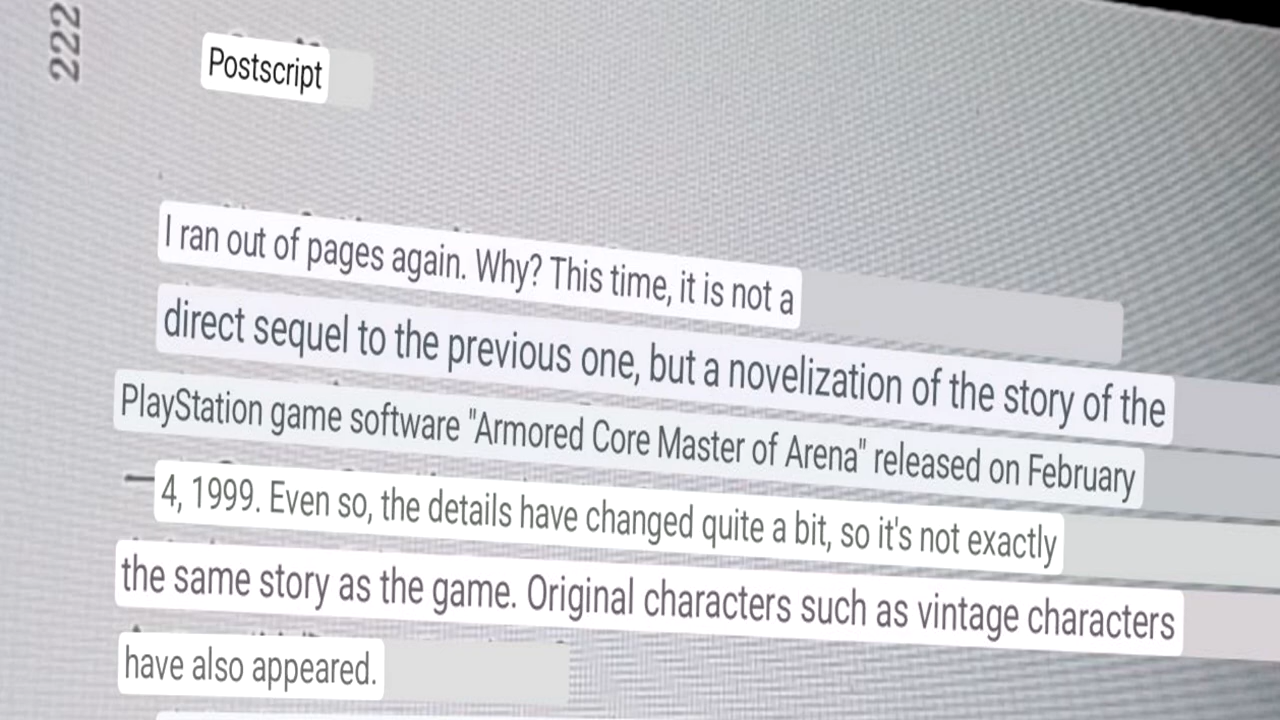 222
Postscript
I ran out of pages again. Why? This time, it is not a
direct sequel to the previous one, but a novelization of the story of the
PlayStation game software "Armored Core Master of Arena" released on February
4, 1999. Even so, the details have changed quite a bit, so it's not exactly
the same story as the game. Original characters such as vintage characters
have also appeared.